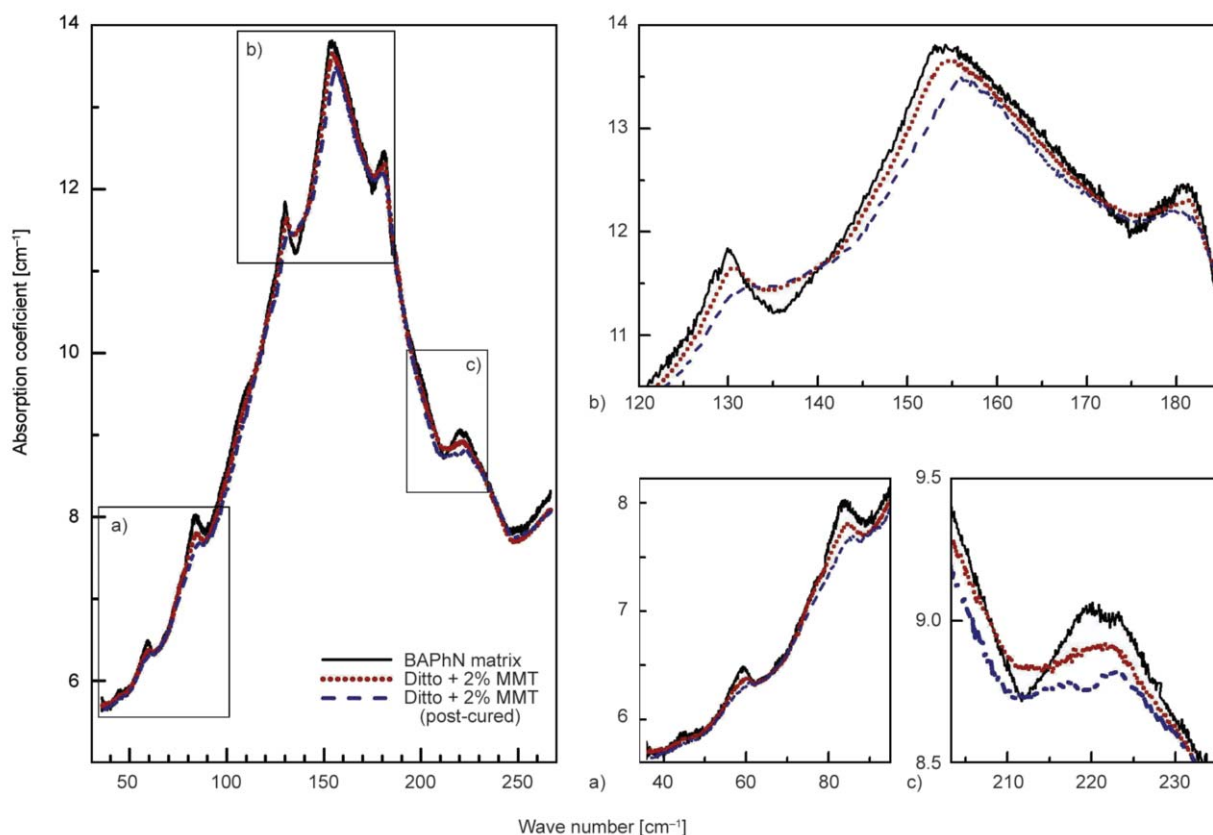 14
12
10
8
6
Absorption coeficient [cm⁻¹]
b)
c)
a)
BAPhN matrix
Ditto + 2% MMT
Ditto + 2% MMT
(post-cured)
50 100 150 200 250
14
13
12
11
b) 120 130 140 150 160 170 180
8
7
6
a) 40 60 80
9.5
9.0
8.5
c) 210 220 230
Wave number [cm⁻¹]